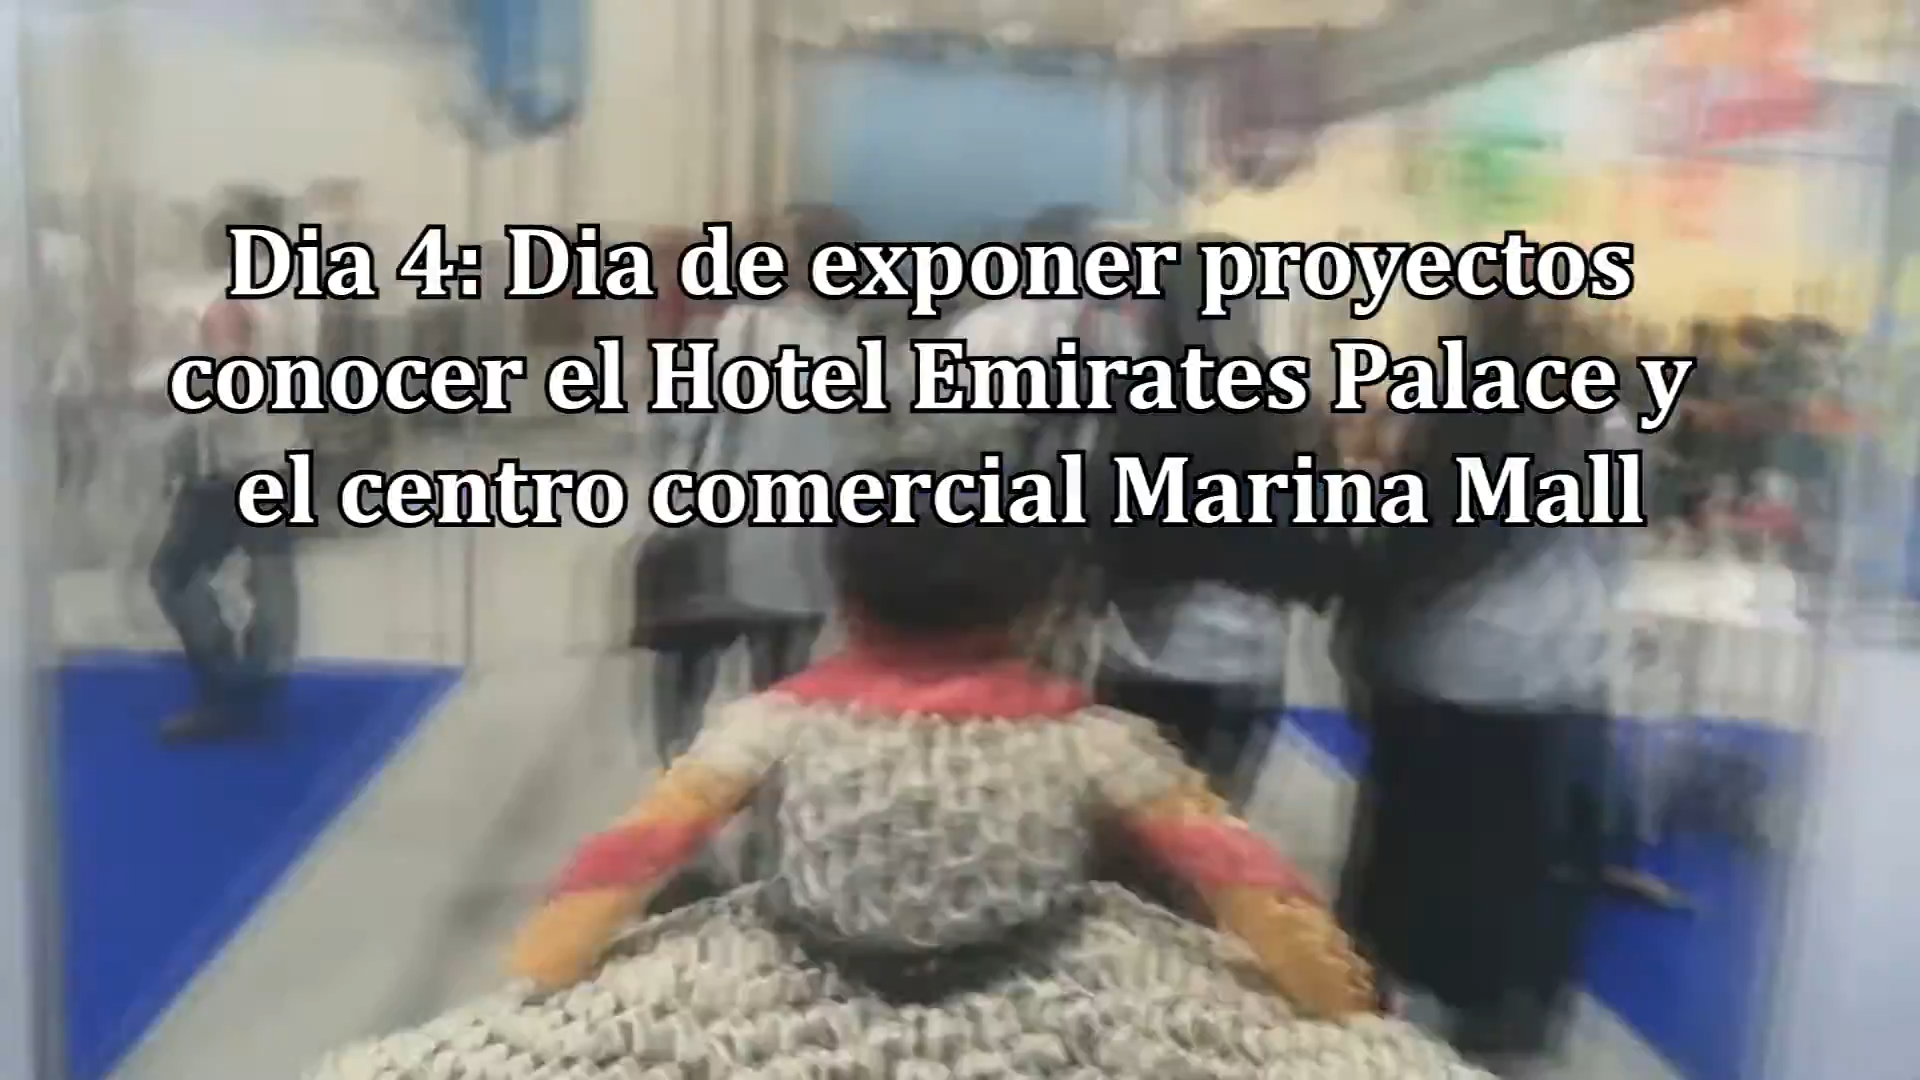 Dia 4: Dia de exponer proyectos
conocer el Hotel Emirates Palace y
el centro comercial Marina Mall